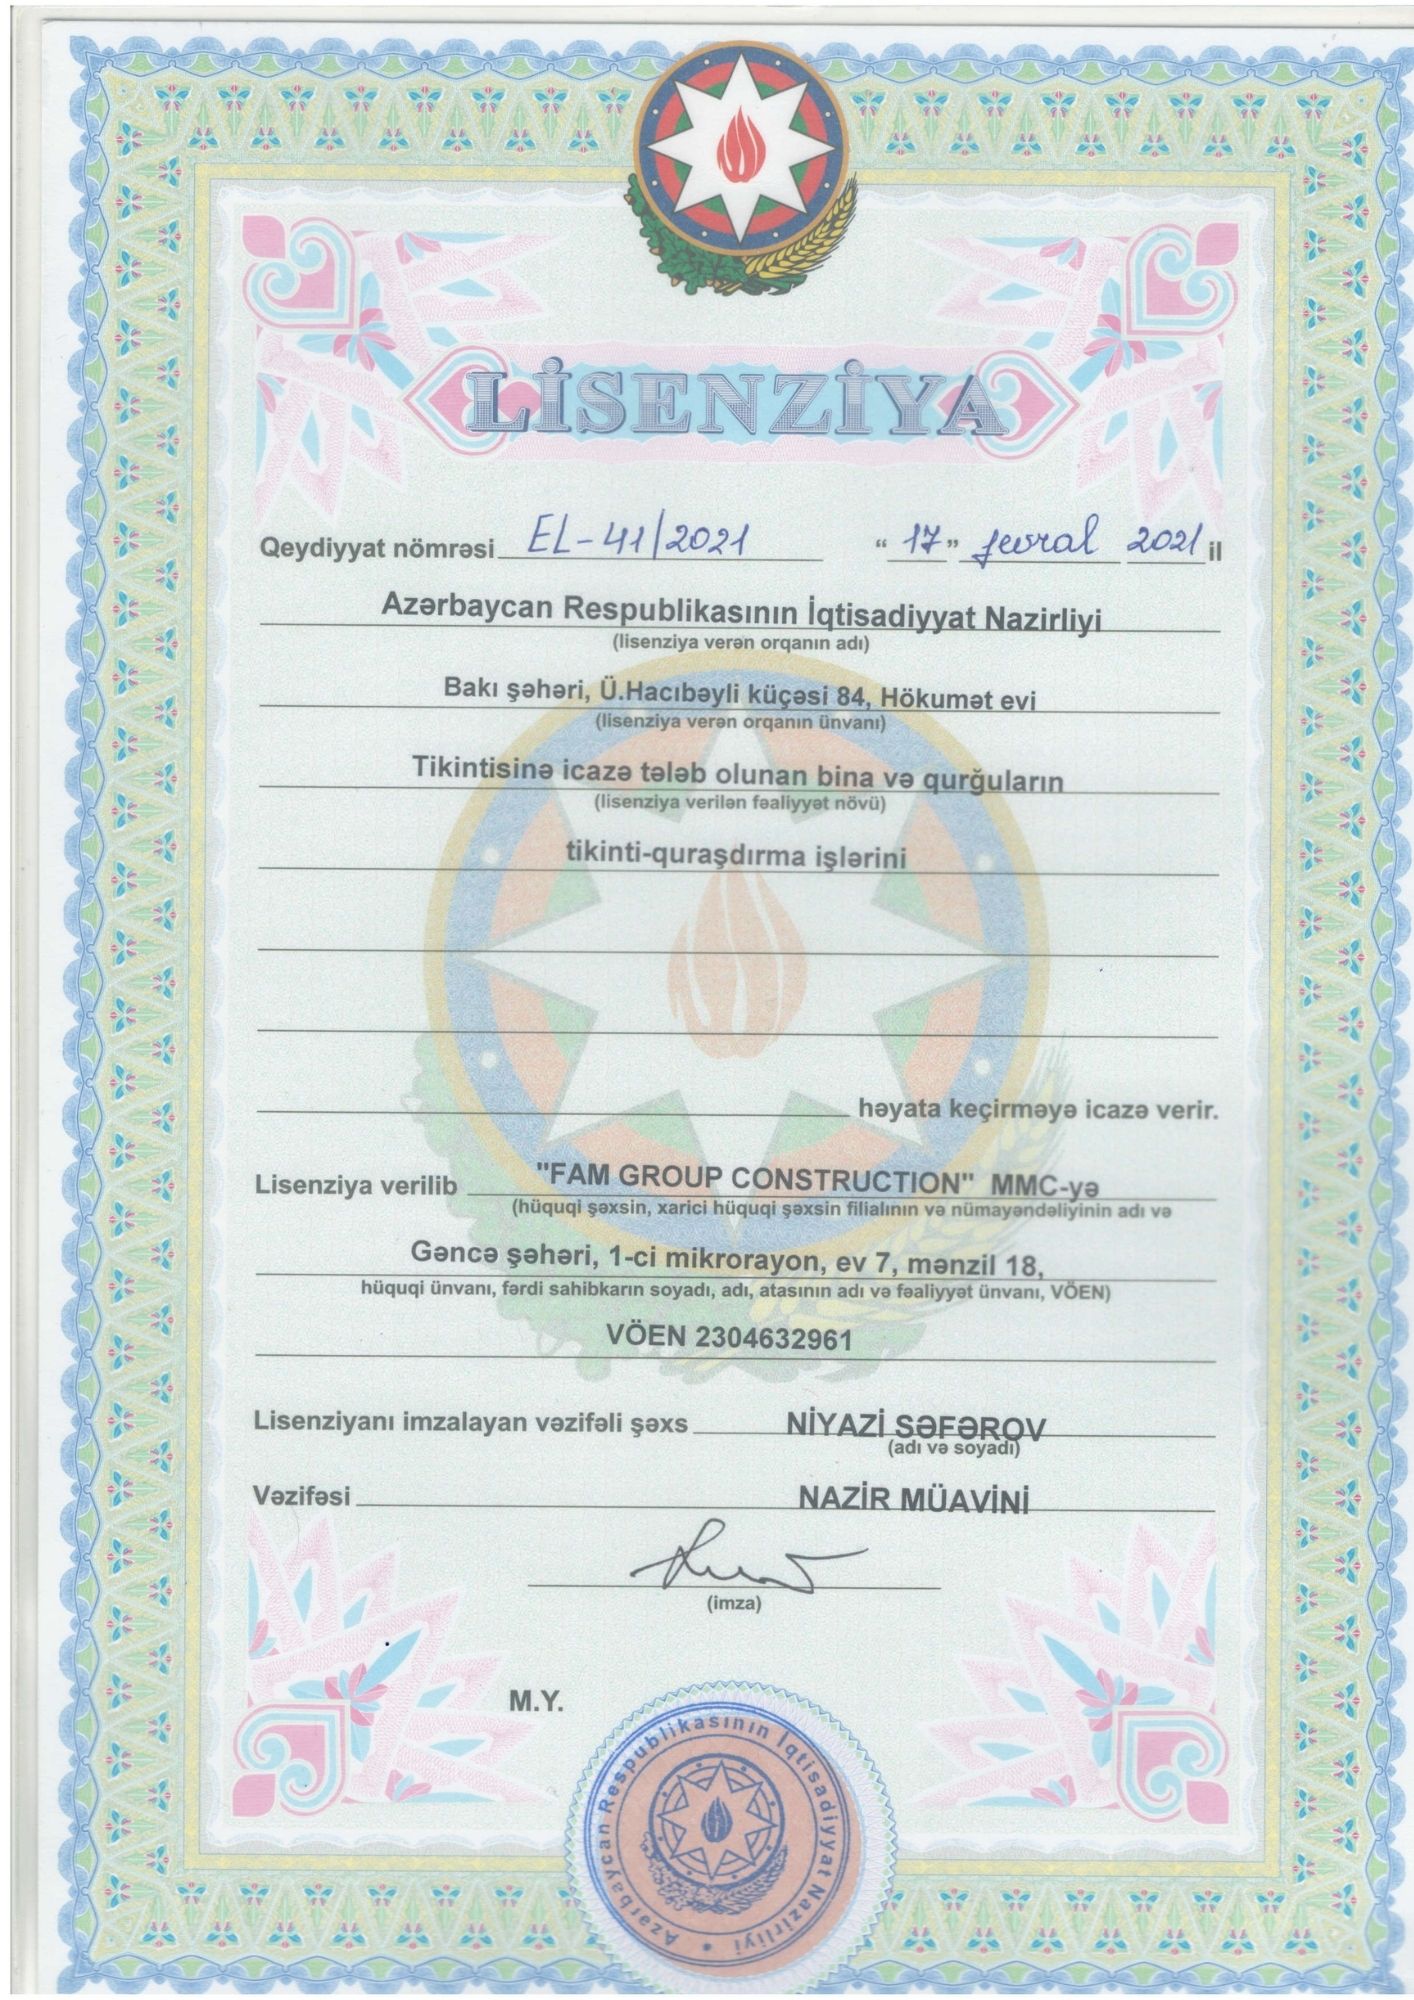 LİSENZİYA
Qeydiyyat nömrəsi EL-41/2021 “17” fevral 2021 il
Azərbaycan Respublikasının İqtisadiyyat Nazirliyi
(lisenziya verən orqanın adı)
Bakı şəhəri, Ü.Hacıbəyli küçəsi 84, Hökumət evi
(lisenziya verən orqanın ünvanı)
Tikintisinə icazə tələb olunan bina və qurğuların
(lisenziya verilən fəaliyyət növü)
tikinti-quraşdırma işlərini
həyata keçirməyə icazə verir.
Lisenziya verilib "FAM GROUP CONSTRUCTION" MMC-yə
(hüquqi şəxsin, xarici hüquqi şəxsin filialının və nümayəndəliyinin adı və
Gəncə şəhəri, 1-ci mikrorayon, ev 7, mənzil 18,
hüquqi ünvanı, fərdi sahibkarın soyadı, adı, atasının adı və fəaliyyət ünvanı, VÖEN)
VÖEN 2304632961
Lisenziyanı imzalayan vəzifəli şəxs NİYAZİ SƏFƏROV
(adı və soyadı)
Vəzifəsi NAZİR MÜAVİNİ
(imza)
M.Y.
Azərbaycan Respublikasının İqtisadiyyat Nazirliyi